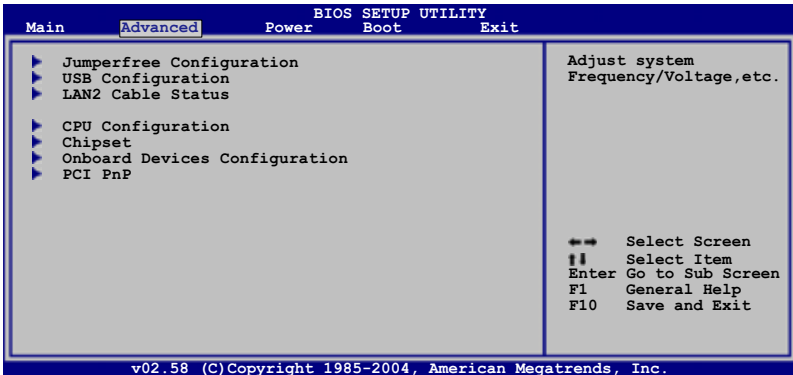 BIOS SETUP UTILITY
Main Advanced Power Boot Exit
Jumperfree Configuration
USB Configuration
LAN2 Cable Status
CPU Configuration
Chipset
Onboard Devices Configuration
PCI PnP
Adjust system
Frequency/Voltage,etc.
Select Screen
Select Item
Enter Go to Sub Screen
F1 General Help
F10 Save and Exit
v02.58 (C)Copyright 1985-2004, American Megatrends, Inc.